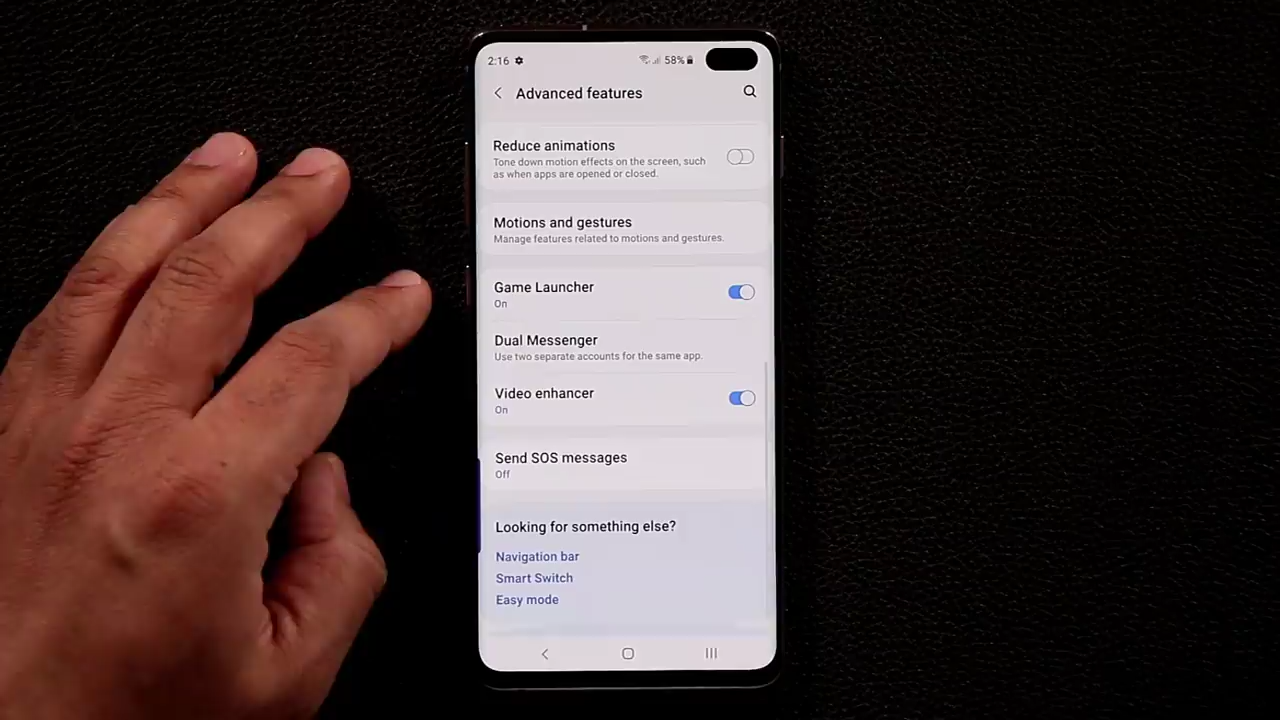 2:16
58%
Advanced features
Reduce animations
Tone down motion effects on the screen, such
as when apps are opened or closed.
Motions and gestures
Manage features related to motions and gestures.
Game Launcher
On
Dual Messenger
Use two separate accounts for the same app.
Video enhancer
On
Send SOS messages
Off
Looking for something else?
Navigation bar
Smart Switch
Easy mode